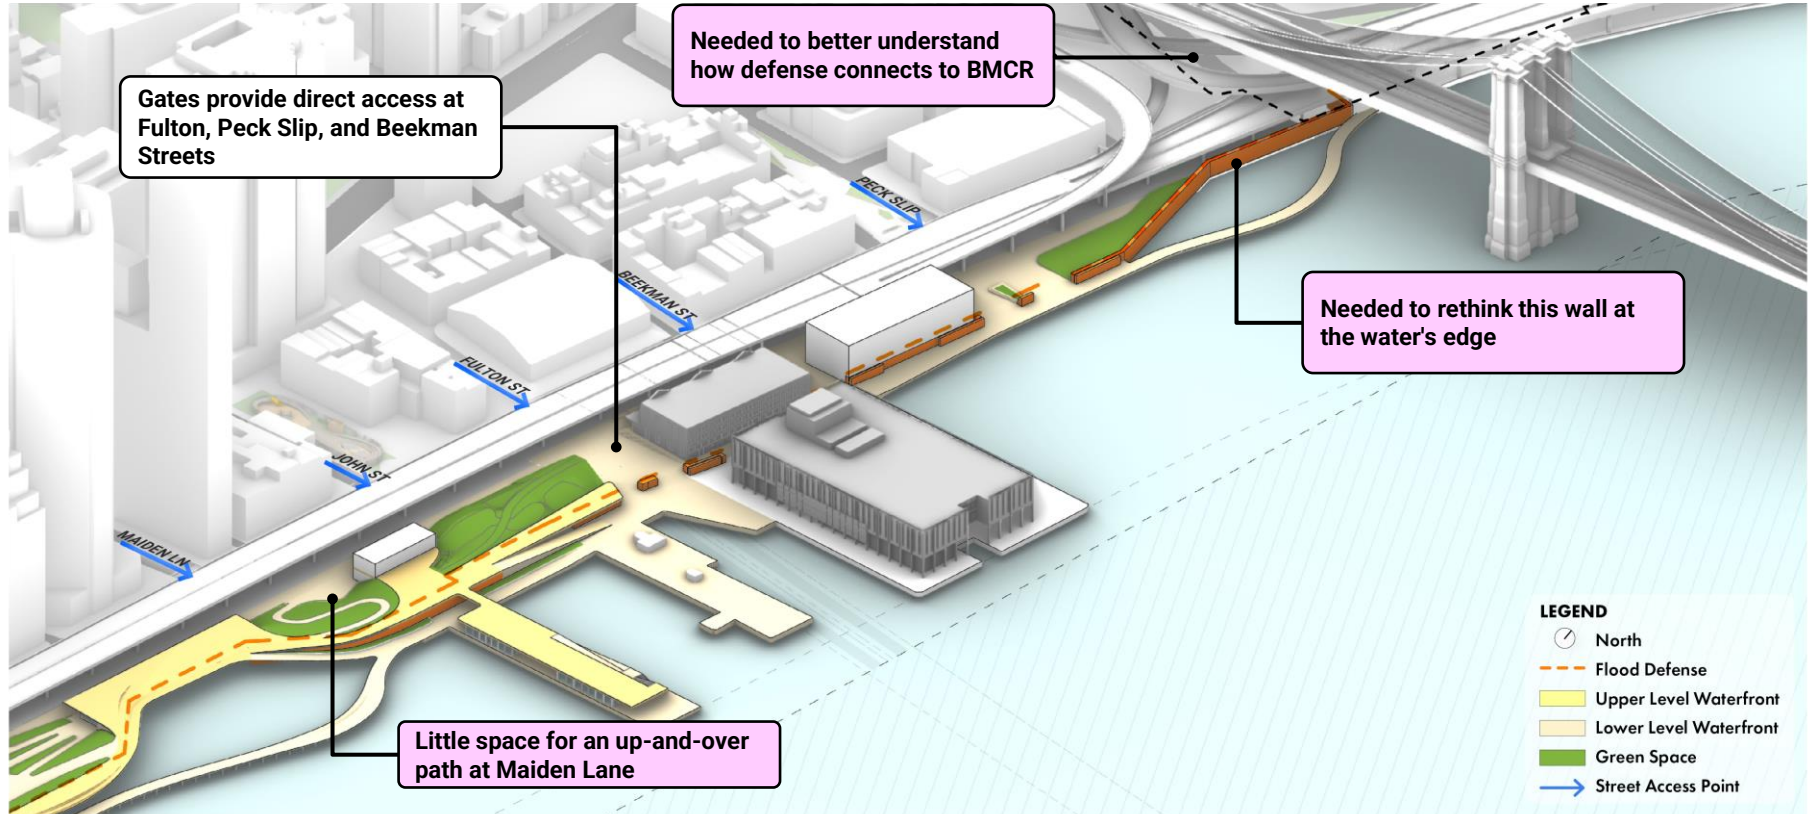 Needed to better understand
how defense connects to BMCR
Gates provide direct access at
Fulton, Peck Slip, and Beekman
Streets
PECK SLIP
BEEKMAN ST
Needed to rethink this wall at
the water's edge
FULTON ST
JOHN ST
MAIDEN LN
Little space for an up-and-over
path at Maiden Lane
LEGEND
North
Flood Defense
Upper Level Waterfront
Lower Level Waterfront
Green Space
Street Access Point